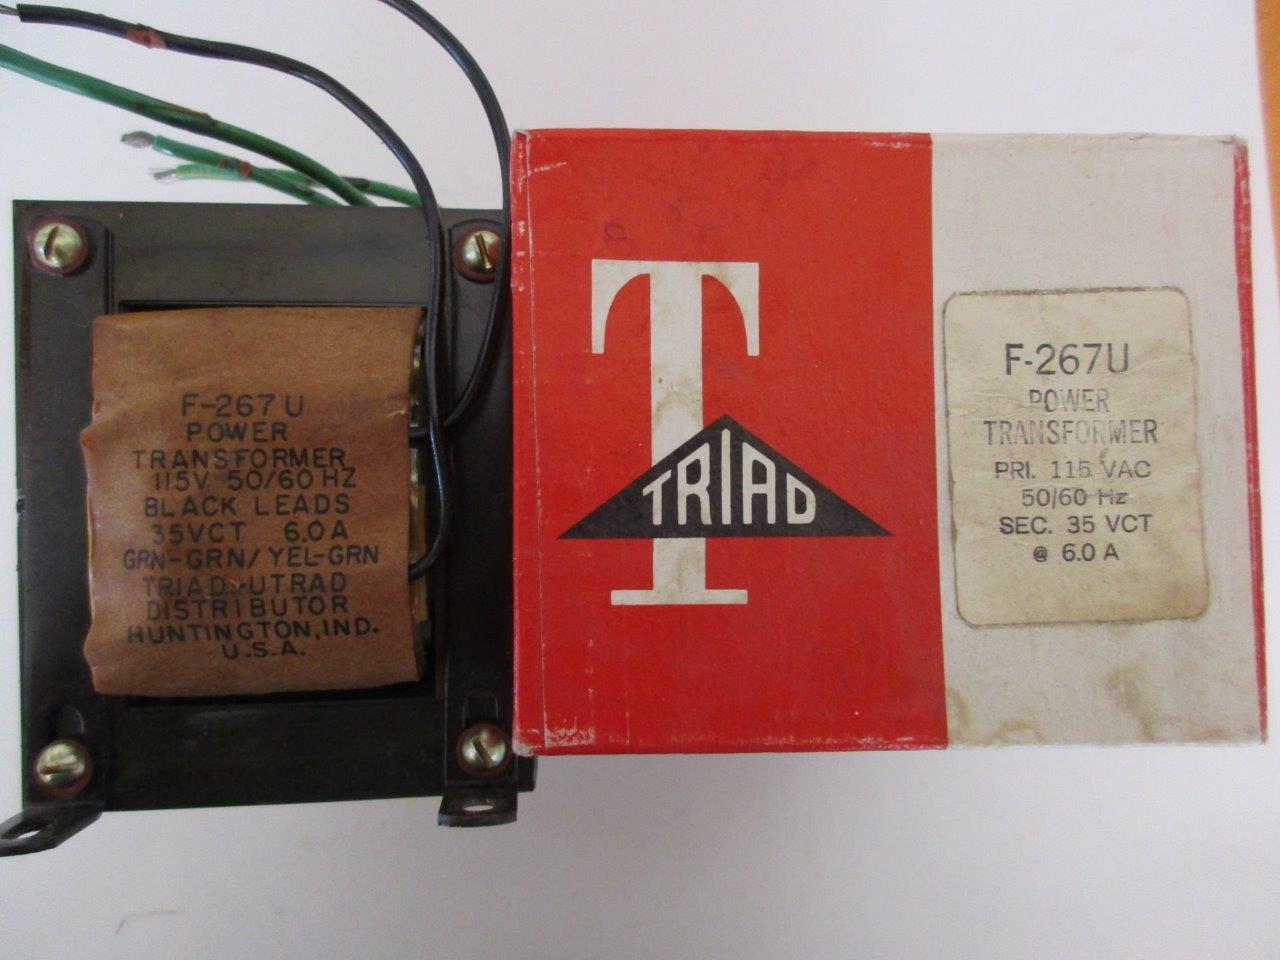 F-267U
POWER
TRANSFORMER
115V 50/60 HZ
BLACK LEADS
35VCT 6.0A
GRN-GRN/YEL-GRN
TRIAD-UTRAD
DISTRIBUTOR
HUNTINGTON, IND.
U.S.A.
T
TRIAD
F-267U
POWER
TRANSFORMER
PRI. 115 VAC
50/60 Hz
SEC. 35 VCT
@ 6.0 A